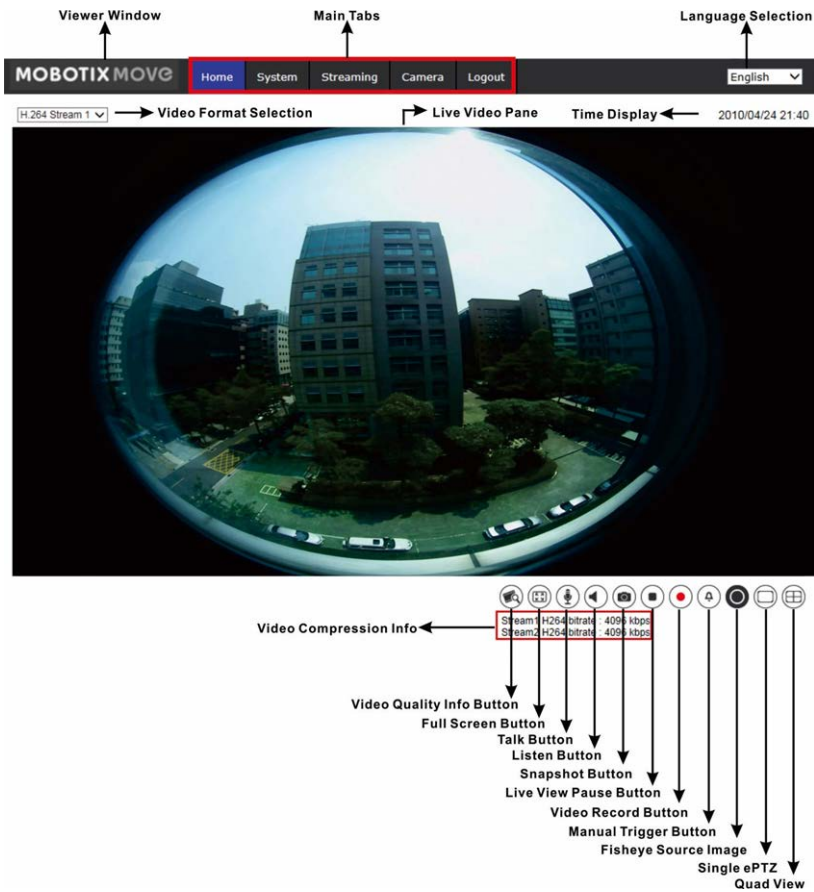 Viewer Window
Main Tabs
Language Selection
MOBOTIX MOVE
Home
System
Streaming
Camera
Logout
English
H.264 Stream 1
Video Format Selection
Live Video Pane
Time Display
2010/04/24 21:40
Video Compression Info
Stream1 H264 bitrate : 4096 kbps
Stream2 H264 bitrate : 4096 kbps
Video Quality Info Button
Full Screen Button
Talk Button
Listen Button
Snapshot Button
Live View Pause Button
Video Record Button
Manual Trigger Button
Fisheye Source Image
Single ePTZ
Quad View